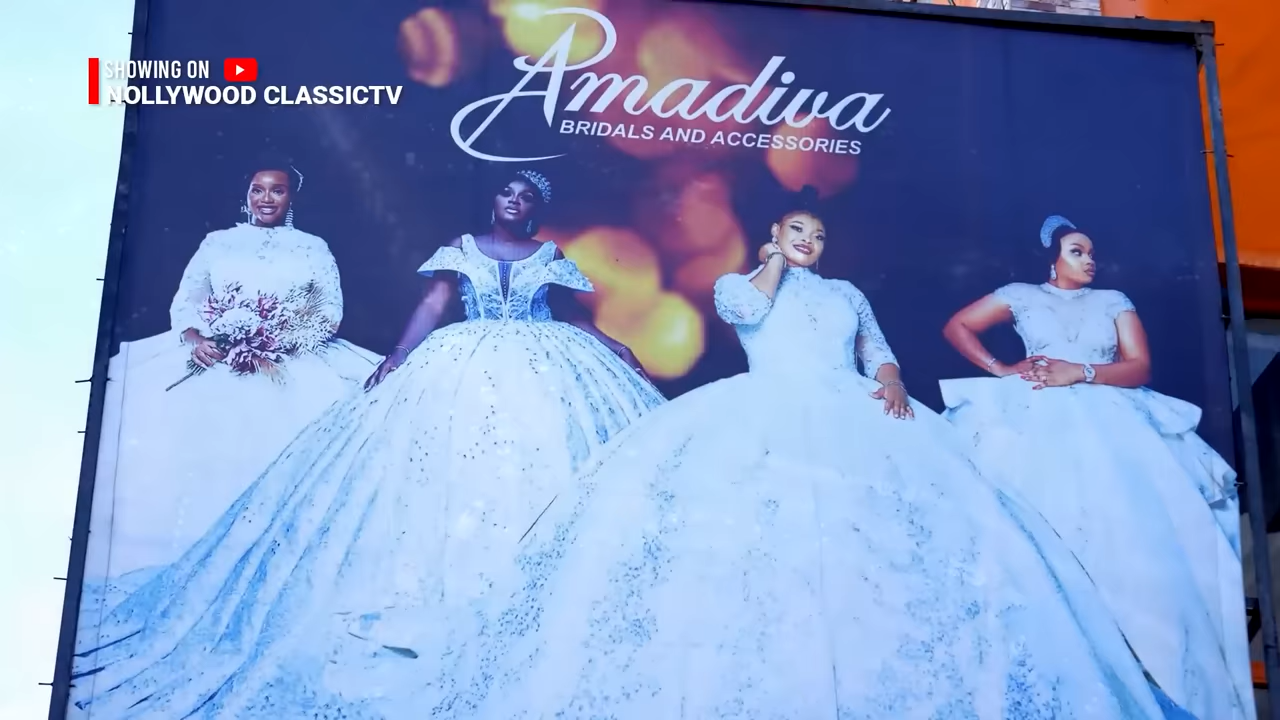 SHOWING ON
NOLLYWOOD CLASSICTV
Amadiva
BRIDALS AND ACCESSORIES